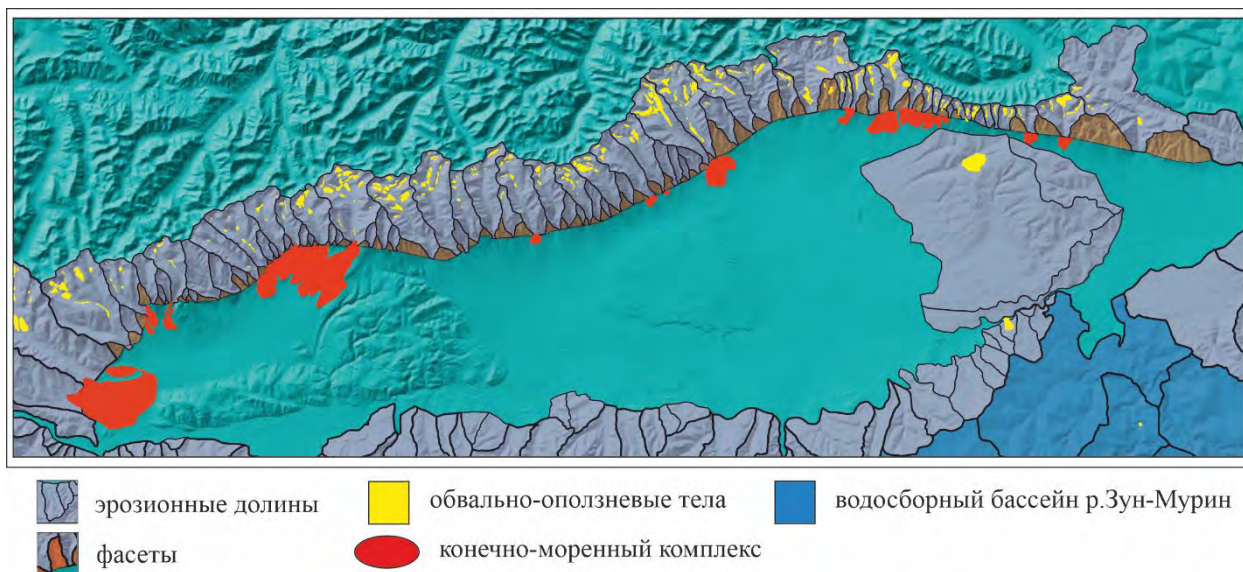 эрозионные долины
обвально-оползневые тела
водосборный бассейн р.Зун-Мурин
фасеты
конечно-моренный комплекс